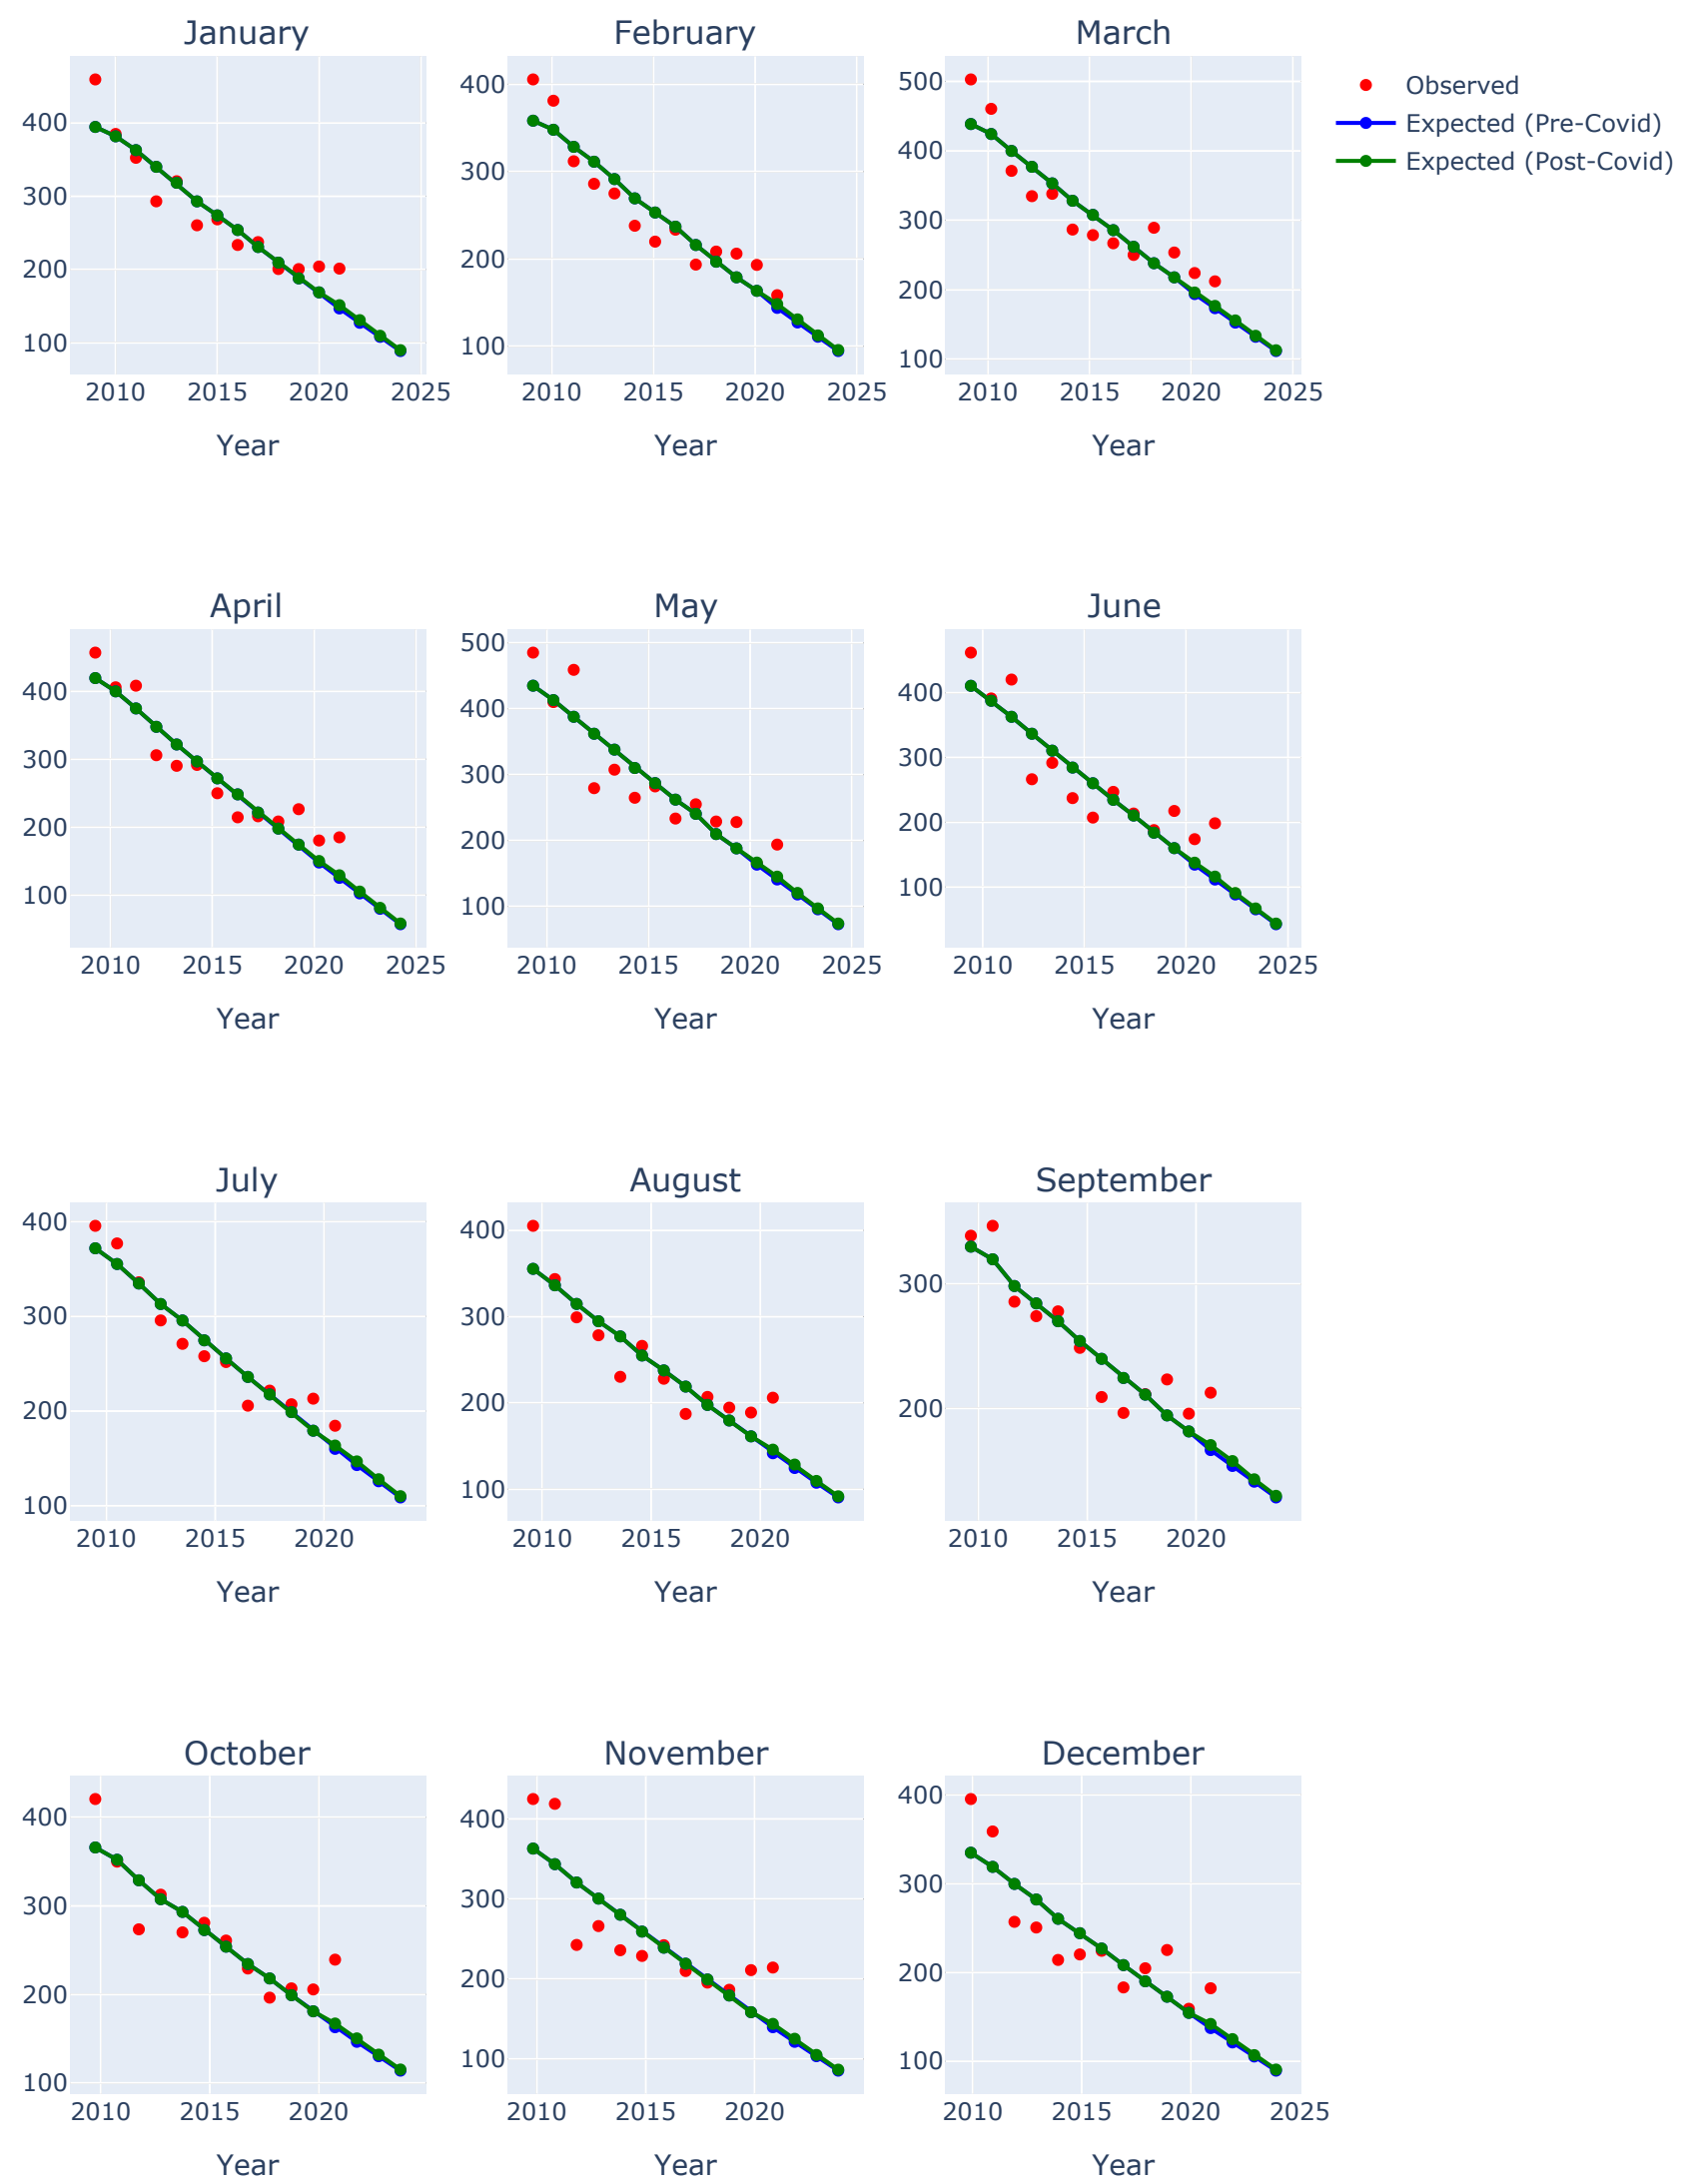 January February March
400
300
200
100
2010 2015 2020 2025
Year
400
300
200
100
2010 2015 2020 2025
Year
500
400
300
200
100
2010 2015 2020 2025
Year
Observed
Expected (Pre-Covid)
Expected (Post-Covid)
April May June
400
300
200
100
2010 2015 2020 2025
Year
500
400
300
200
100
2010 2015 2020 2025
Year
400
300
200
100
2010 2015 2020 2025
Year
July August September
400
300
200
100
2010 2015 2020
Year
400
300
200
100
2010 2015 2020
Year
300
200
2010 2015 2020
Year
October November December
400
300
200
100
2010 2015 2020
Year
400
300
200
100
2010 2015 2020
Year
400
300
200
100
2010 2015 2020 2025
Year